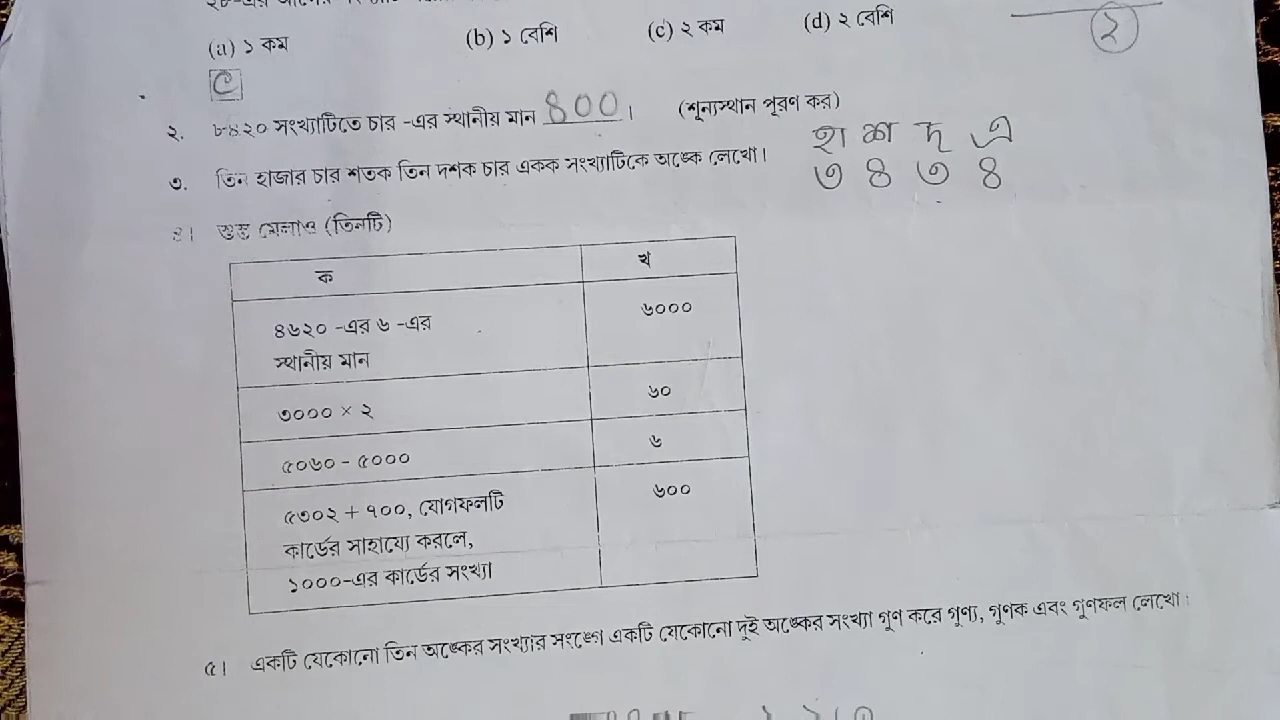 (a) ১ কম (b) ১ বেশি (c) ২ কম (d) ২ বেশি
২
C
২. ৮৪২০ সংখ্যাটিতে চার -এর স্থানীয় মান ৪০০। (শূন্যস্থান পূরণ কর)
হা শ দ এ
৩. তিন হাজার চার শতক তিন দশক চার একক সংখ্যাটিকে অঙ্কে লেখো। ৩ ৪ ৩ ৪
৪। স্তম্ভ মেলাও (তিনটি)
ক খ
৪৬২০ -এর ৬ -এর ৬০০০
স্থানীয় মান
৩০০০ × ২ ৬০
৫০৬০ - ৫০০০ ৬
৫৩০২ + ৭০০, যোগফলটি ৬০০
কার্ডের সাহায্যে করলে,
১০০০-এর কার্ডের সংখ্যা
৫। একটি যেকোনো তিন অঙ্কের সংখ্যার সঙ্গে একটি যেকোনো দুই অঙ্কের সংখ্যা গুণ করে গুণ্য, গুণক এবং গুণফল লেখো।